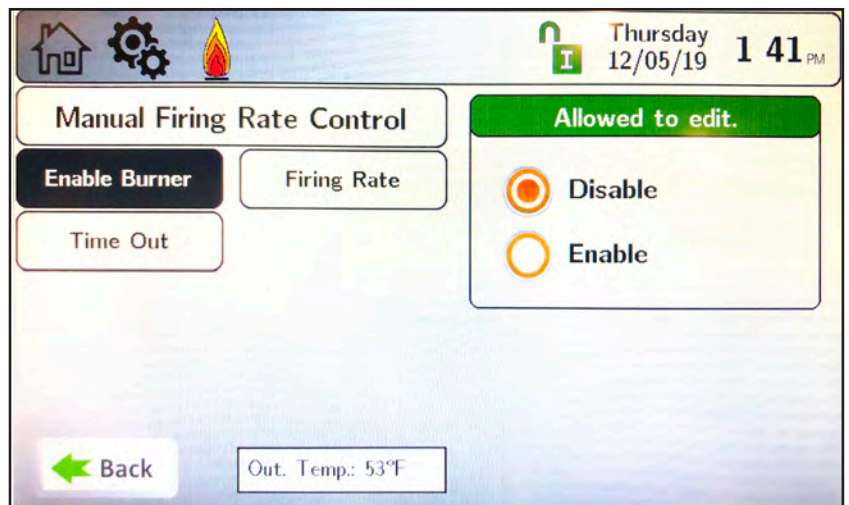 I
Thursday
12/05/19
1 41 PM
Manual Firing Rate Control
Allowed to edit.
Enable Burner
Firing Rate
Disable
Time Out
Enable
Back
Out. Temp.: 53°F